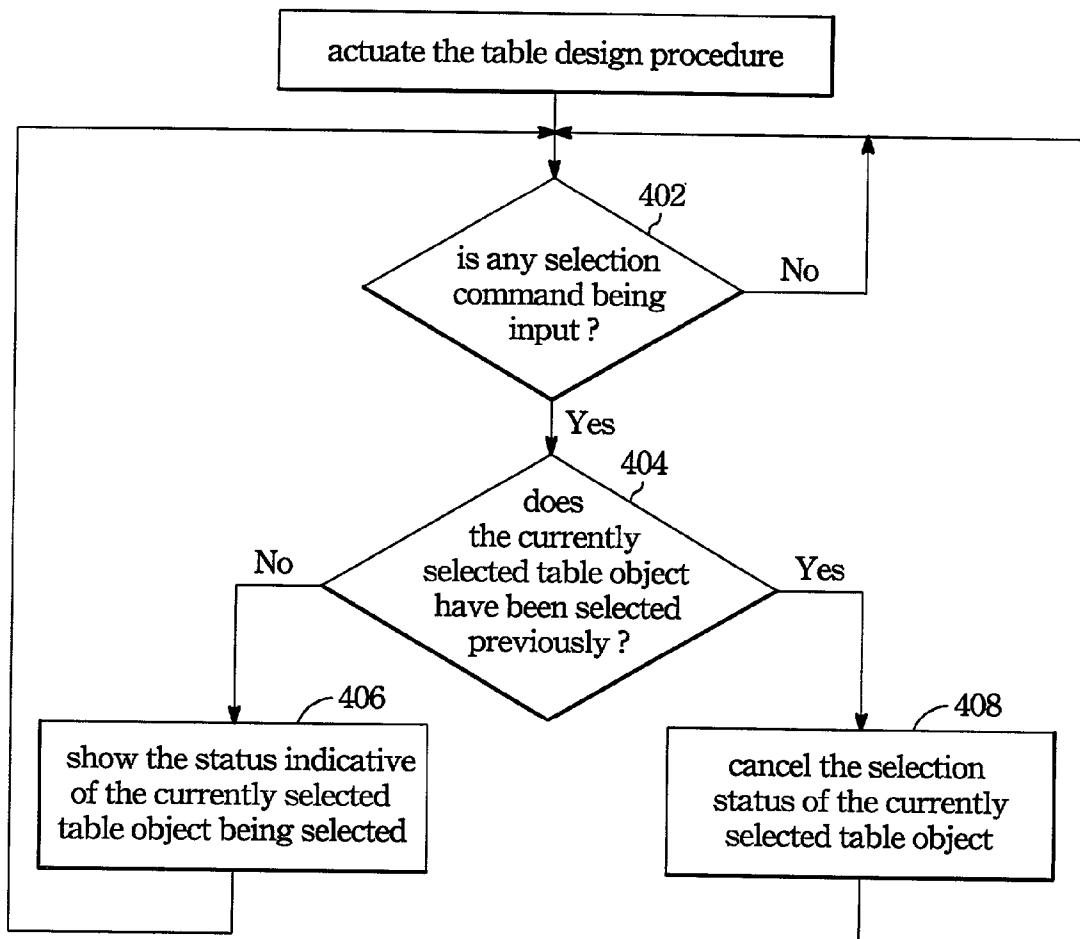 actuate the table design procedure
402
is any selection
command being
input ?
No
Yes
404
does
the currently
selected table object
have been selected
previously ?
No
Yes
406
show the status indicative
of the currently selected
table object being selected
408
cancel the selection
status of the currently
selected table object